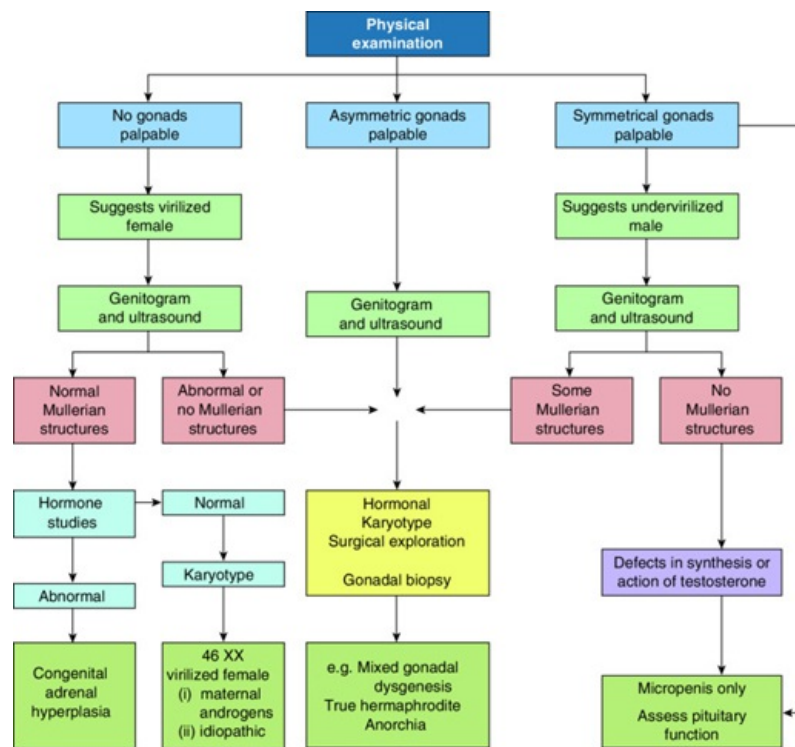 Physical
examination
No gonads
palpable
Asymmetric gonads
palpable
Symmetrical gonads
palpable
Suggests virilized
female
Suggests undervirilized
male
Genitogram
and ultrasound
Genitogram
and ultrasound
Genitogram
and ultrasound
Normal
Mullerian
structures
Abnormal or
no Mullerian
structures
Some
Mullerian
structures
No
Mullerian
structures
Hormone
studies
Normal
Hormonal
Karyotype
Surgical exploration
Gonadal biopsy
Karyotype
Defects in synthesis or
action of testosterone
Abnormal
Congenital
adrenal
hyperplasia
46 XX
virilized female
(i) maternal
androgens
(ii) idiopathic
e.g. Mixed gonadal
dysgenesis
True hermaphrodite
Anorchia
Micropenis only
Assess pituitary
function